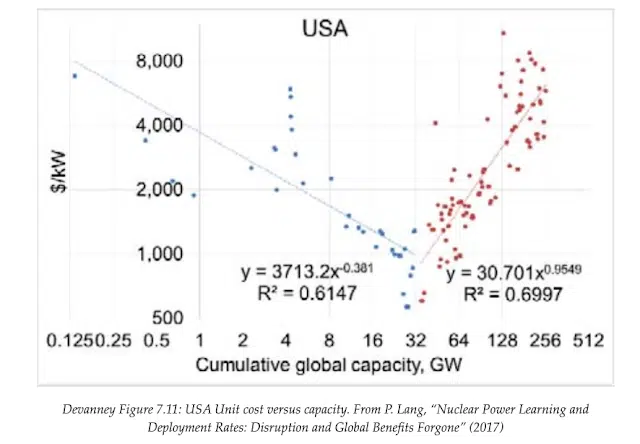 USA
8,000
4,000
2,000
1,000
500
$/kW
y = 3713.2x-0.381
R² = 0.6147
y = 30.701x0.9549
R² = 0.6997
0.125 0.25 0.5 1 2 4 8 16 32 64 128 256 512
Cumulative global capacity, GW
Devanney Figure 7.11: USA Unit cost versus capacity. From P. Lang, “Nuclear Power Learning and
Deployment Rates: Disruption and Global Benefits Forgone” (2017)